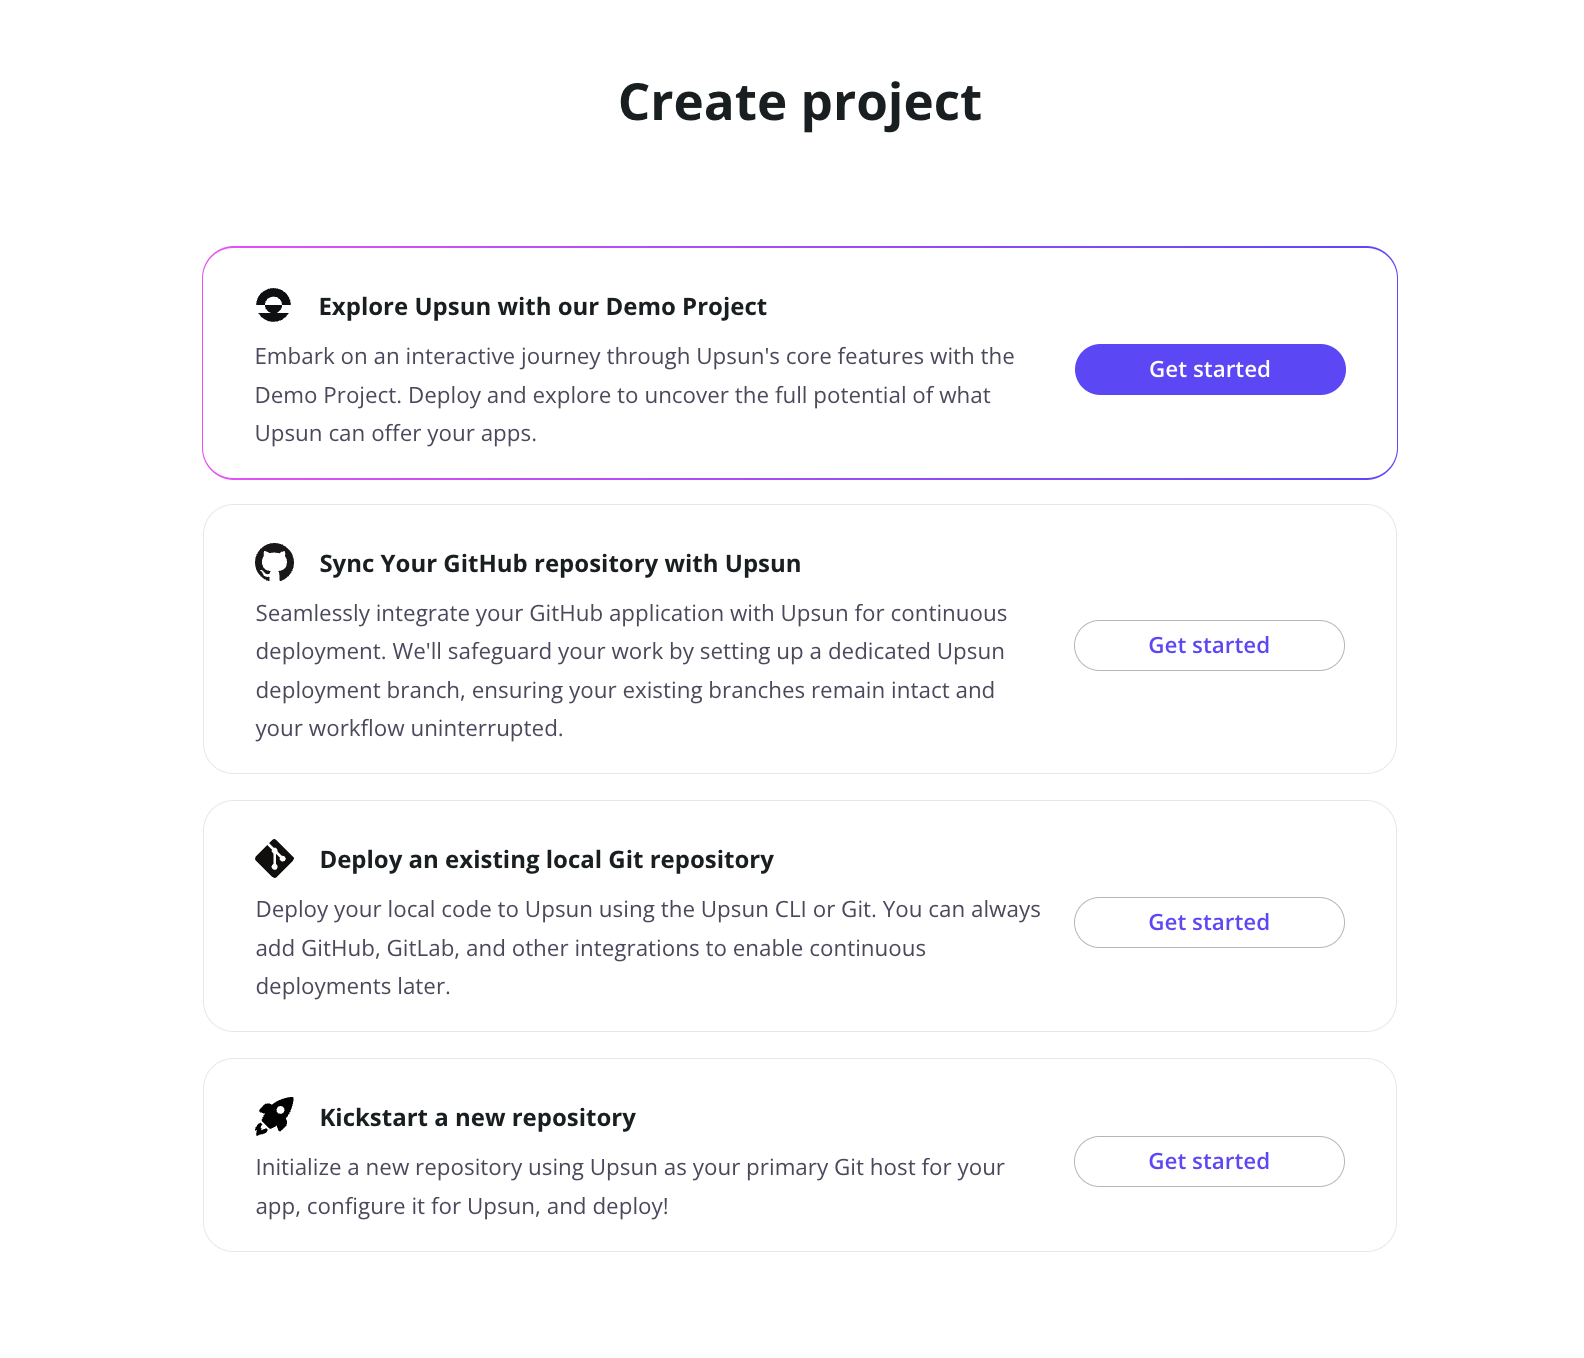 Create project
Explore Upsun with our Demo Project
Embark on an interactive journey through Upsun's core features with the
Demo Project. Deploy and explore to uncover the full potential of what
Upsun can offer your apps.
Get started
Sync Your GitHub repository with Upsun
Seamlessly integrate your GitHub application with Upsun for continuous
deployment. We'll safeguard your work by setting up a dedicated Upsun
deployment branch, ensuring your existing branches remain intact and
your workflow uninterrupted.
Get started
Deploy an existing local Git repository
Deploy your local code to Upsun using the Upsun CLI or Git. You can always
add GitHub, GitLab, and other integrations to enable continuous
deployments later.
Get started
Kickstart a new repository
Initialize a new repository using Upsun as your primary Git host for your
app, configure it for Upsun, and deploy!
Get started